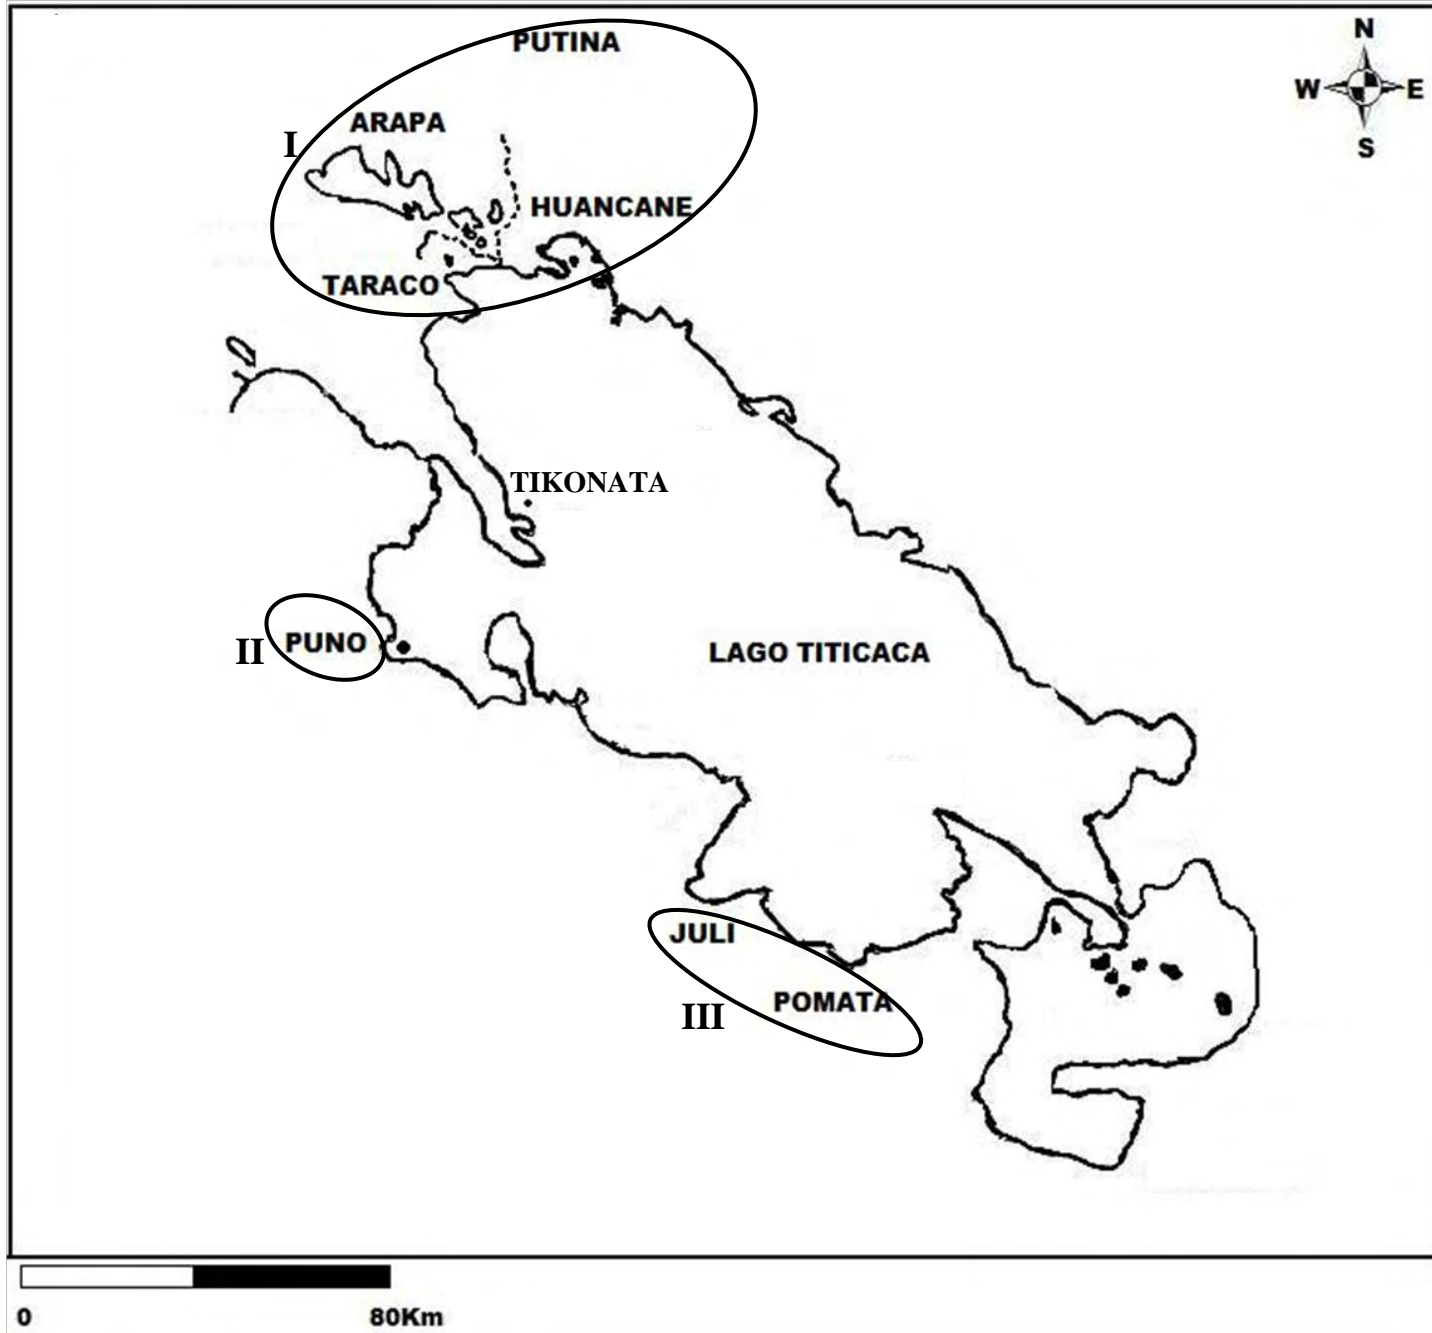 PUTINA
N
W E
S
ARAPA
I
HUANCANE
TARACO
TIKONATA
PUNO
II
LAGO TITICACA
JULI
POMATA
III
0 80Km